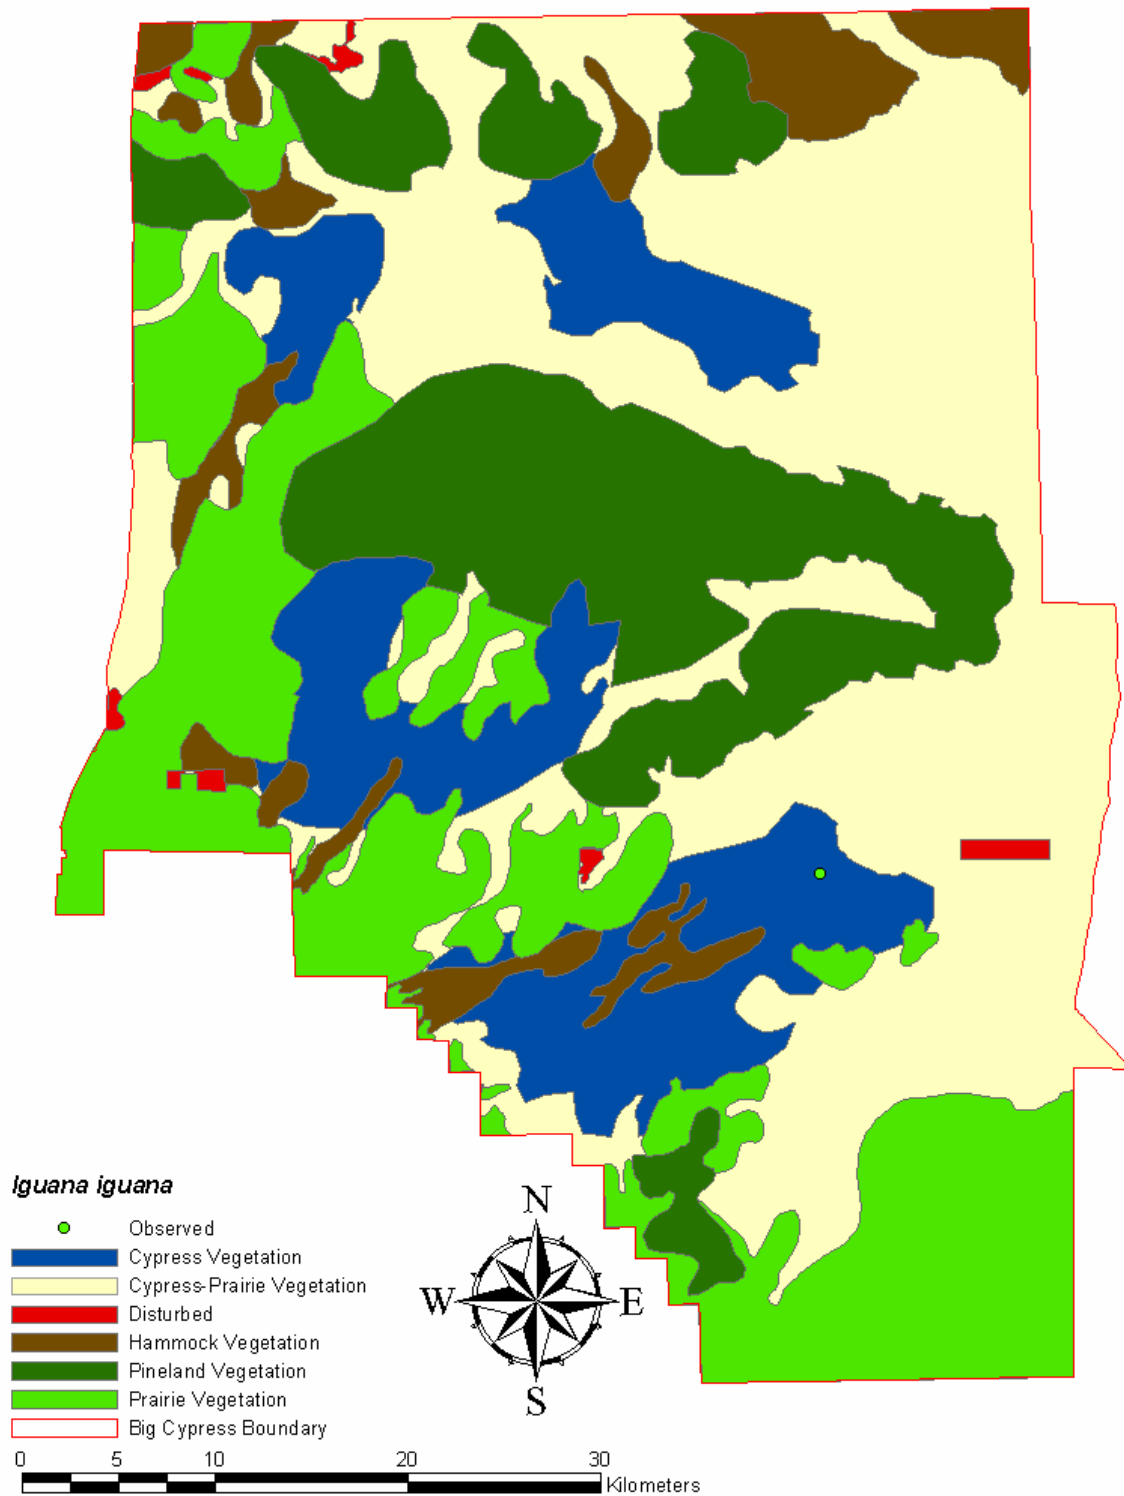 Iguana iguana
Observed
Cypress Vegetation
Cypress-Prairie Vegetation
Disturbed
Hammock Vegetation
Pineland Vegetation
Prairie Vegetation
Big Cypress Boundary
N
W E
S
0 5 10 20 30
Kilometers